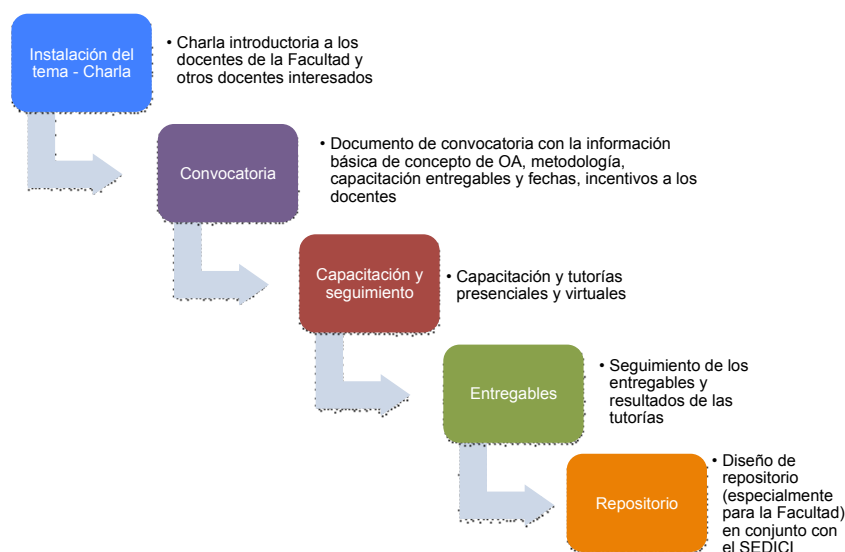 Instalación del
tema - Charla
• Charla introductoria a los
docentes de la Facultad y
otros docentes interesados
Convocatoria
• Documento de convocatoria con la información
básica de concepto de OA, metodología,
capacitación entregables y fechas, incentivos a los
docentes
Capacitación y
seguimiento
• Capacitación y tutorías
presenciales y virtuales
Entregables
• Seguimiento de los
entregables y
resultados de las
tutorías
Repositorio
• Diseño de
repositorio
(especialmente
para la Facultad)
en conjunto con
el SEDICI